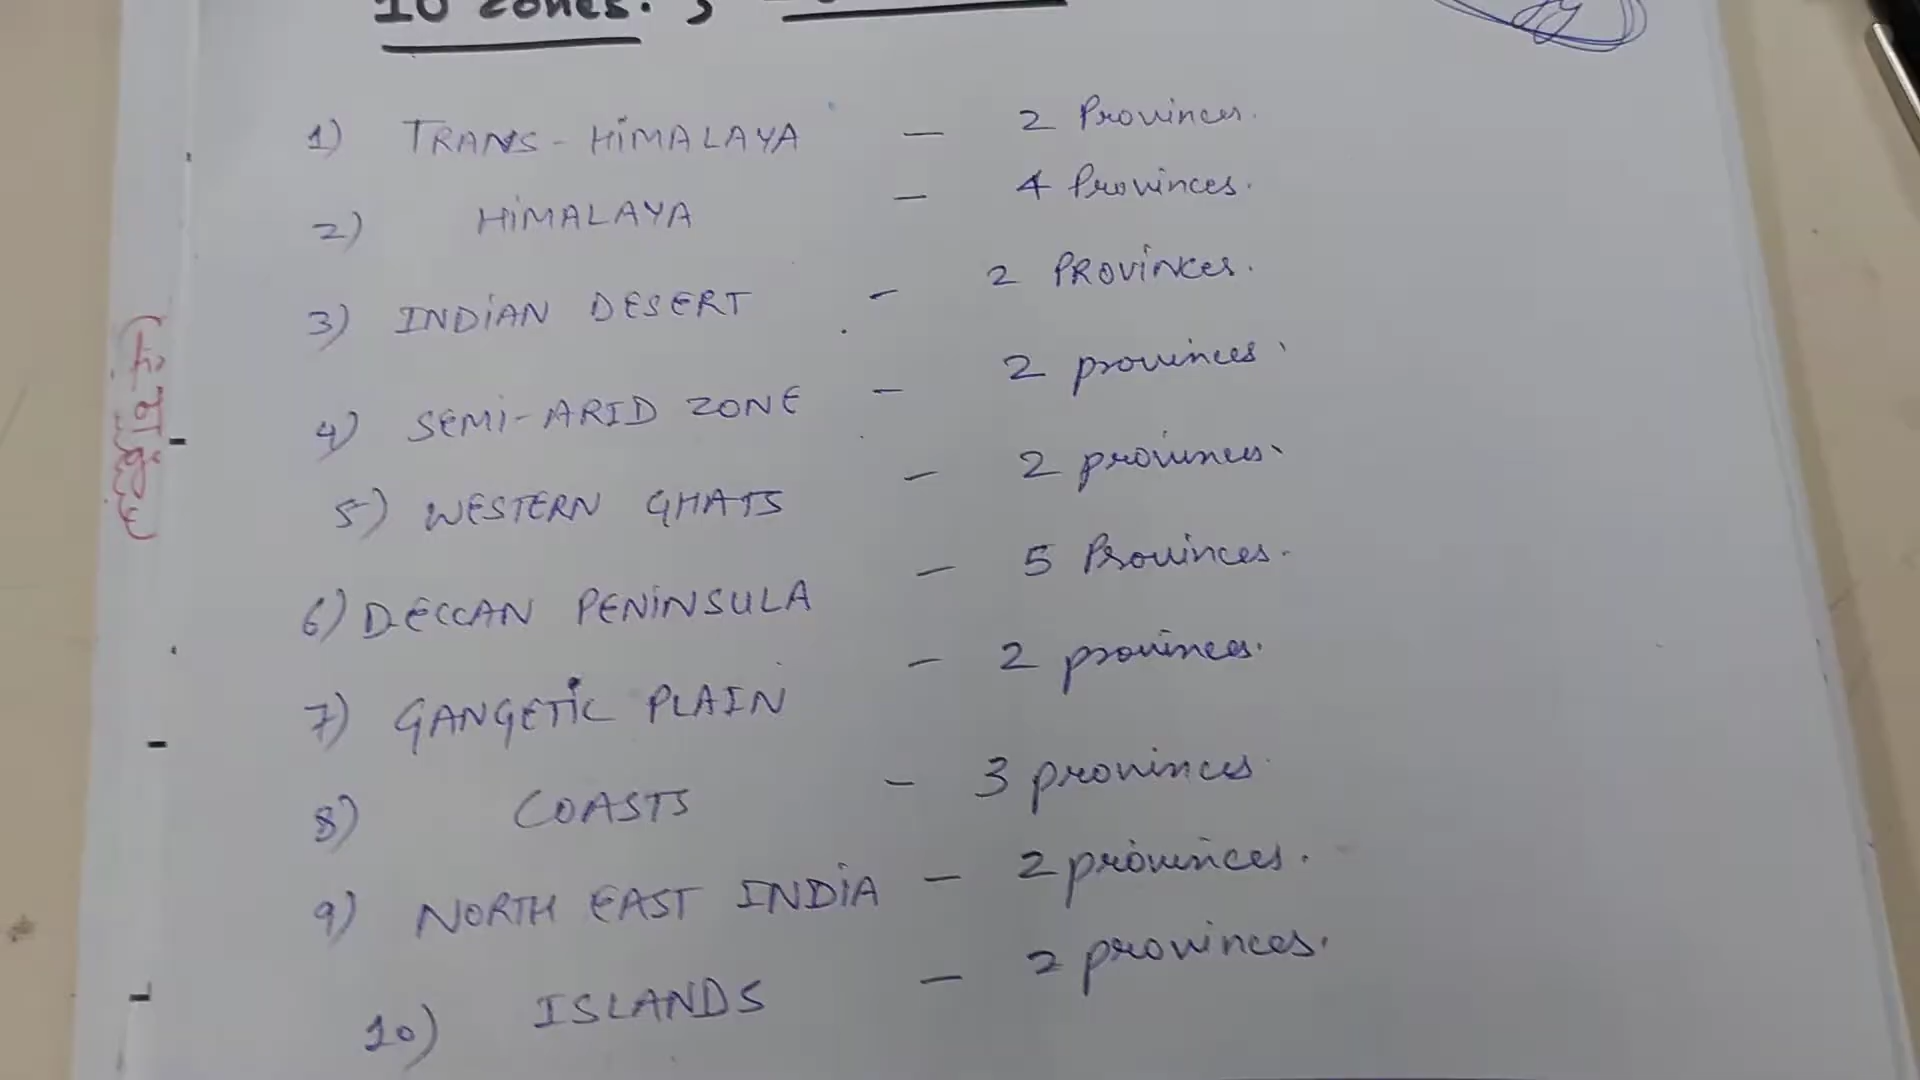 10 zones. ;
1) TRANS-HIMALAYA - 2 Provinces.
2) HIMALAYA - 4 Provinces.
3) INDIAN DESERT - 2 PROVINCES.
4) SEMI-ARID ZONE - 2 provinces.
5) WESTERN GHATS - 2 provinces.
6) DECCAN PENINSULA - 5 Provinces.
7) GANGETIC PLAIN - 2 provinces.
8) COASTS - 3 provinces.
9) NORTH EAST INDIA - 2 provinces.
10) ISLANDS - 2 provinces.